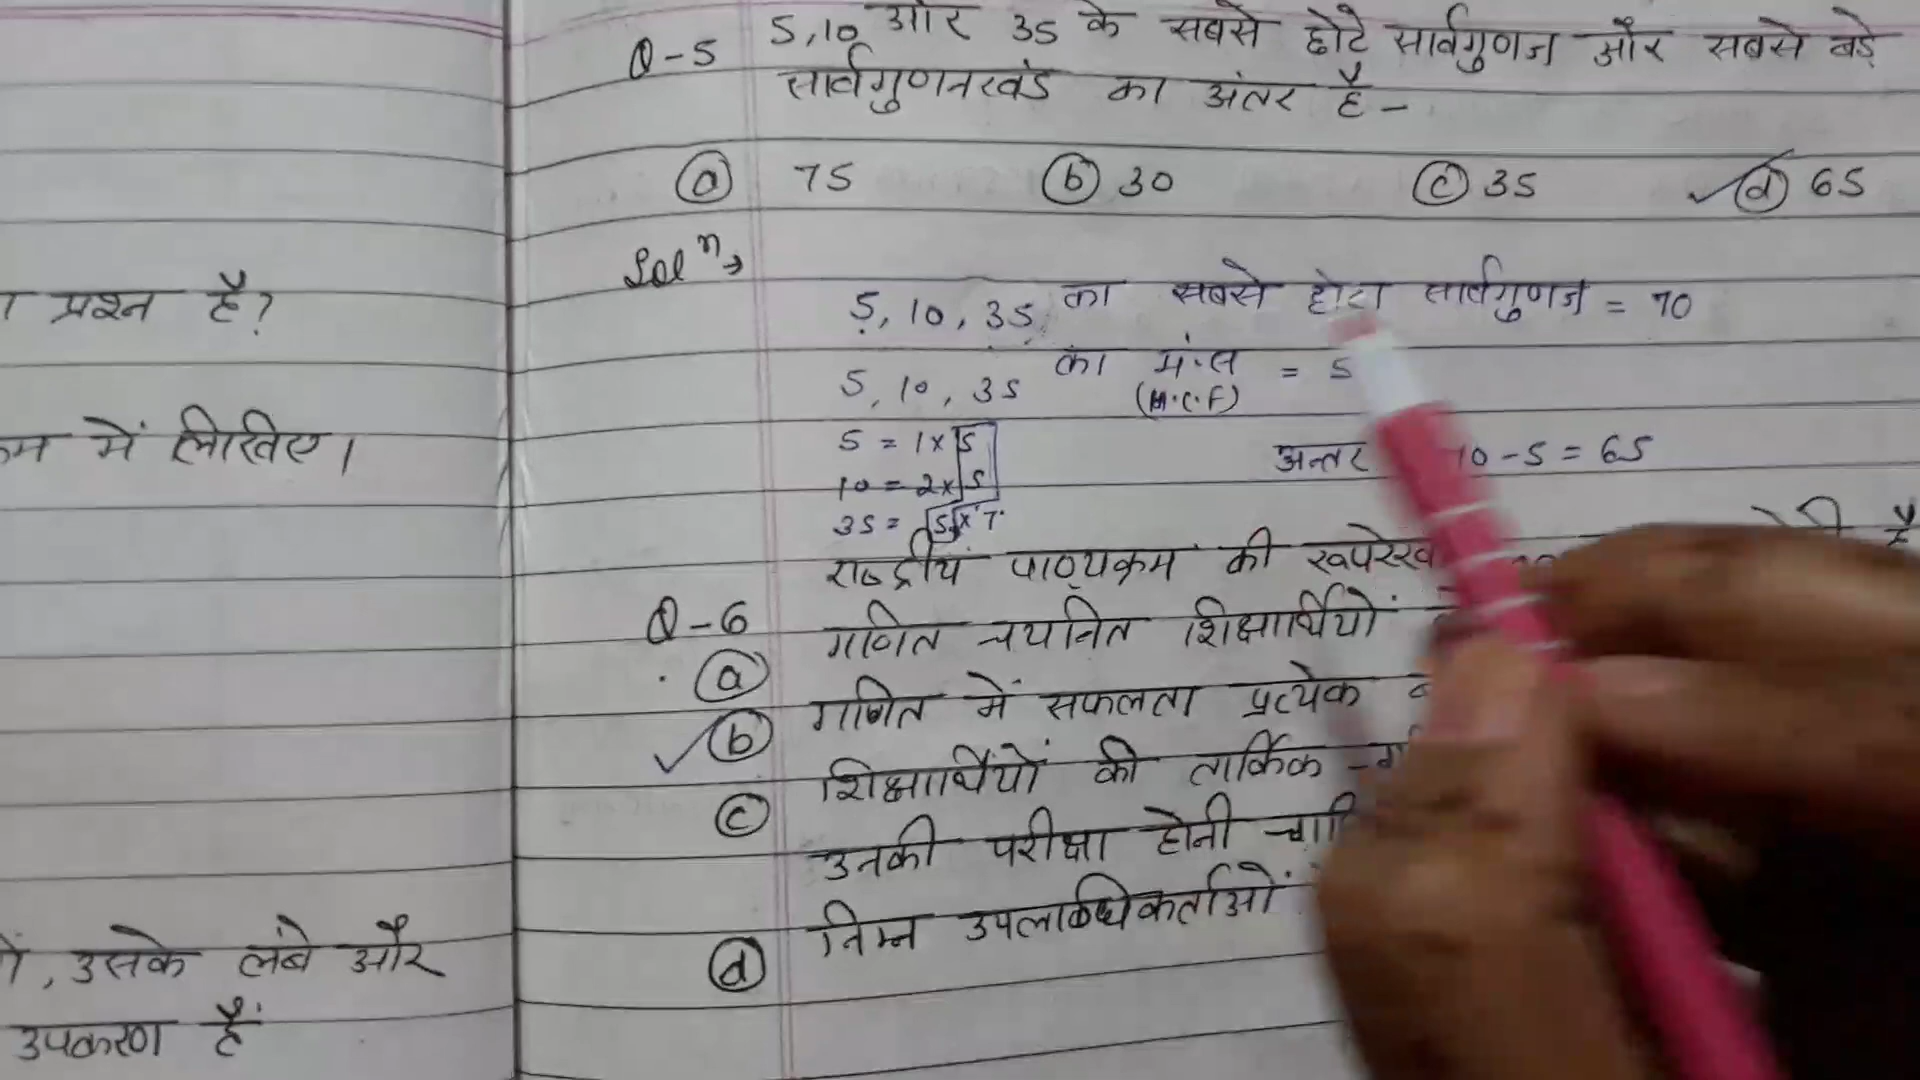 प्रश्न है?
में लिखिए।
, उसके लंबे और
उपकरण हैं
Q-5 5,10 और 35 के सबसे छोटे सार्वगुणज और सबसे बड़े
सार्वगुणनखंड का अंतर है -
(a) 75 (b) 30 (c) 35 (d) 65
Solⁿ→
5, 10, 35 का सबसे छोटा सार्वगुणज = 70
5, 10, 35 का म.स = 5
(H.C.F)
5 = 1×5
10 = 2×5 अन्तर 70-5 = 65
35 = 5×7
Q-6 राष्ट्रीय पाठ्यक्रम की है
(a) गणित चयनित शिक्षार्थियों
(b) गणित में सफलता प्रत्येक
(c) शिक्षार्थियों की तार्किक -
उनकी परीक्षा होनी
(d) निम्न उपलब्धिकर्ताओं